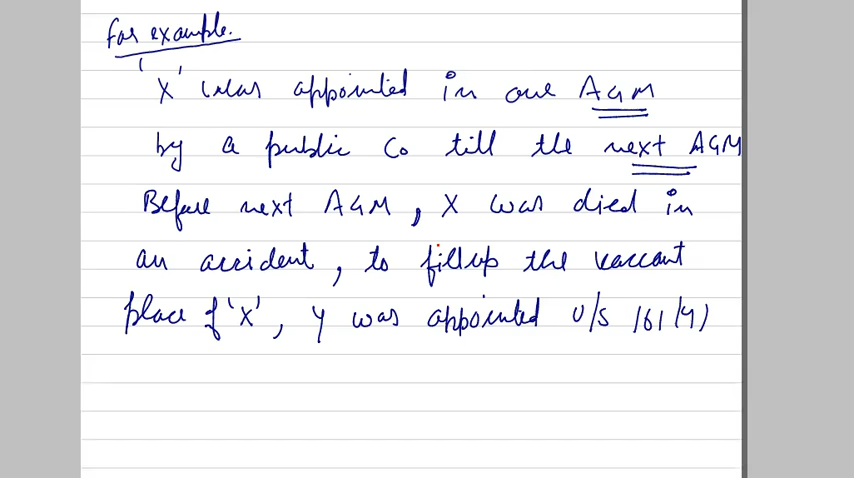 For example.
'X' was appointed in one AGM
by a public Co till the next AGM
Before next AGM, X was died in
an accident, to fillup the vaccant
place of 'X', Y was appointed U/S 161(4)